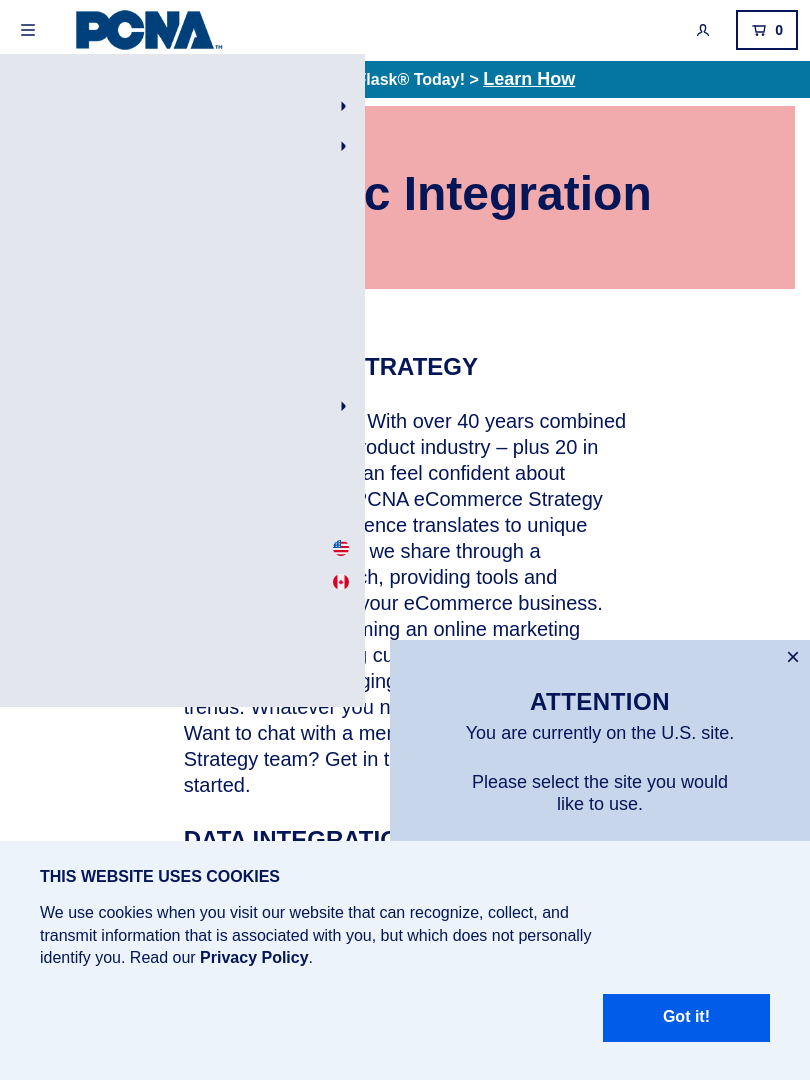 PCNA™
0
Flask® Today! > Learn How
c Integration
TRATEGY
With over 40 years combined
roduct industry – plus 20 in
an feel confident about
PCNA eCommerce Strategy
ence translates to unique
we share through a
ch, providing tools and
your eCommerce business.
ming an online marketing
g cu
ging
trends. Whatever you n
Want to chat with a mem
Strategy team? Get in t
started.
DATA INTEGRATIO
×
ATTENTION
You are currently on the U.S. site.
Please select the site you would
like to use.
THIS WEBSITE USES COOKIES
We use cookies when you visit our website that can recognize, collect, and
transmit information that is associated with you, but which does not personally
identify you. Read our Privacy Policy.
Got it!